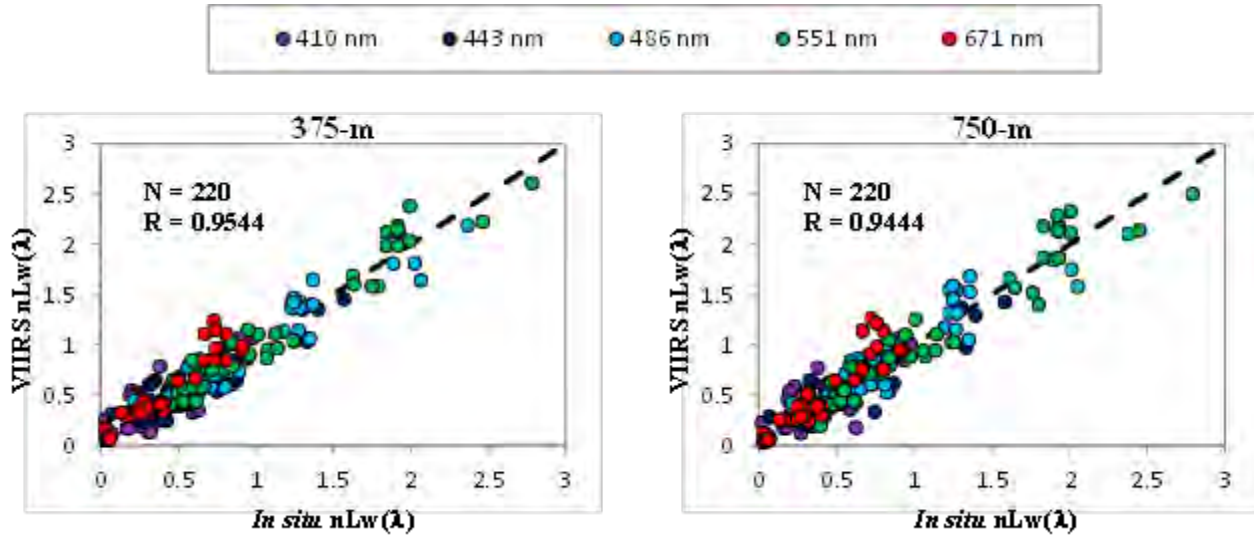 410 nm 443 nm 486 nm 551 nm 671 nm
375-m
N = 220
R = 0.9544
VIIRS nLw(λ)
3
2.5
2
1.5
1
0.5
0
0 0.5 1 1.5 2 2.5 3
In situ nLw(λ)
750-m
N = 220
R = 0.9444
VIIRS nLw(λ)
3
2.5
2
1.5
1
0.5
0
0 0.5 1 1.5 2 2.5 3
In situ nLw(λ)